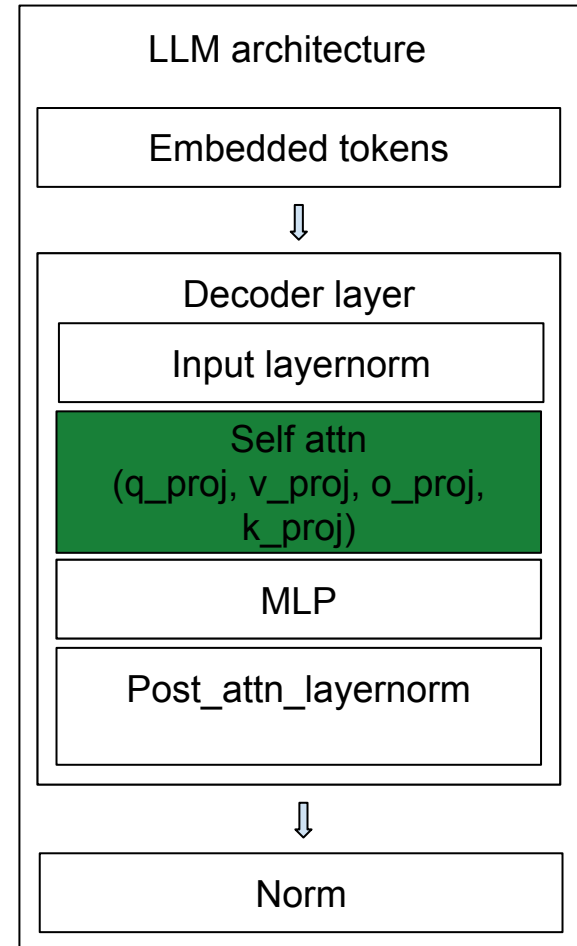 LLM architecture
Embedded tokens
Decoder layer
Input layernorm
Self attn
(q_proj, v_proj, o_proj,
k_proj)
MLP
Post_attn_layernorm
Norm